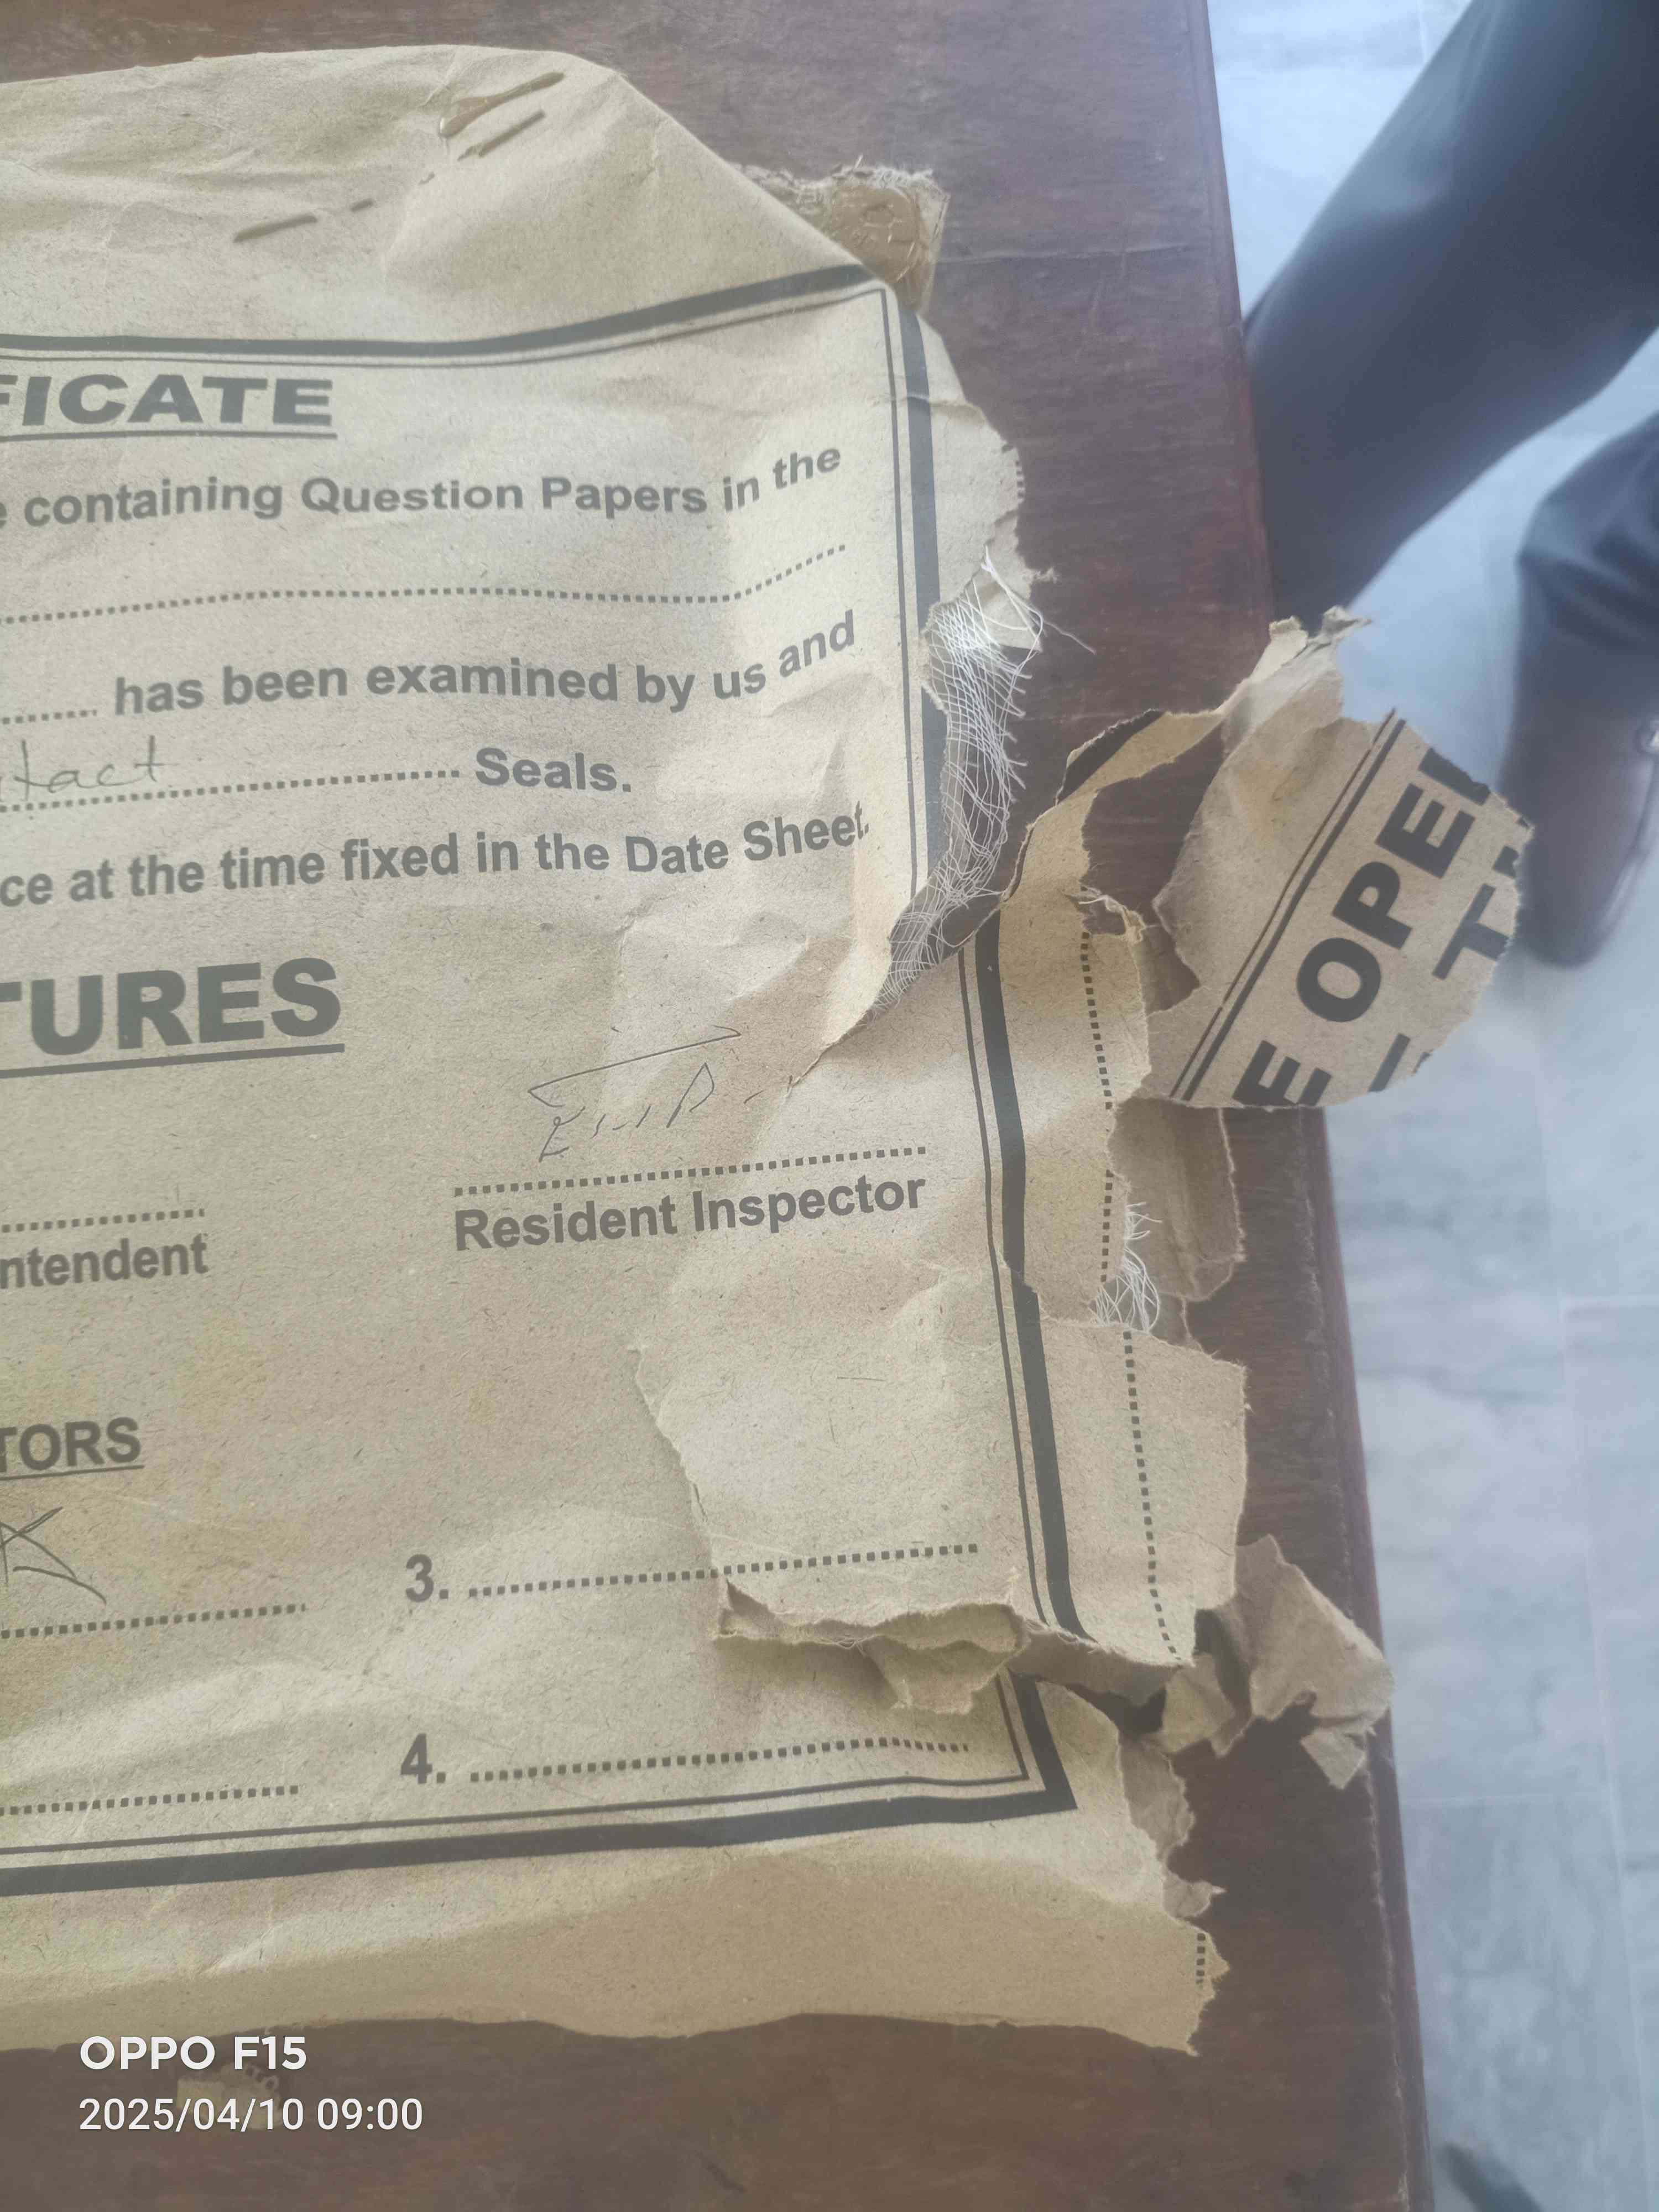 FICATE
containing Question Papers in the
has been examined by us and
tact Seals.
ce at the time fixed in the Date Sheet.
TURES
Resident Inspector
ntendent
TORS
3.
4.
E OPE
OPPO F15
2025/04/10 09:00